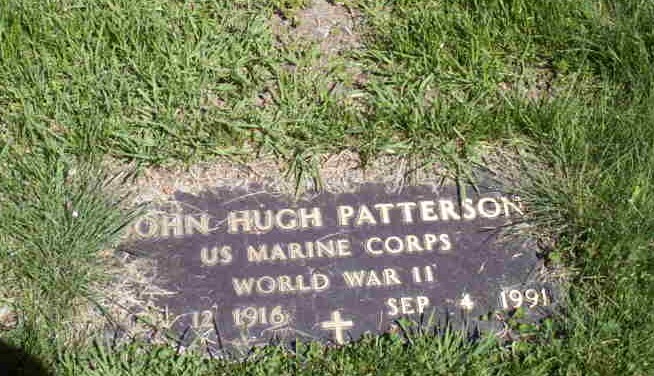 OHN HUGH PATTERSON
US MARINE CORPS
WORLD WAR II
12 1916 SEP 4 1991